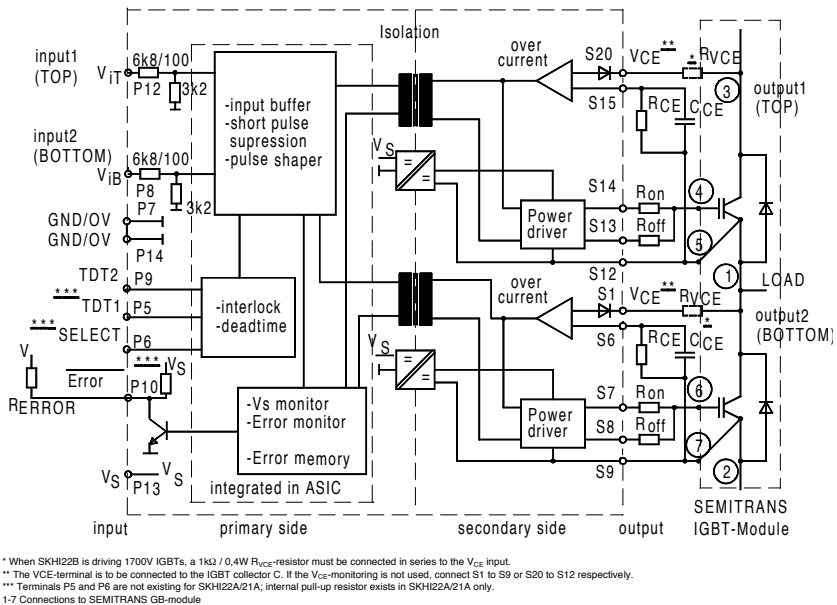 Isolation
input1
(TOP)
6k8/100
ViT
P12
3k2
-input buffer
-short pulse
supression
-pulse shaper
over
current
S20
VCE**
*
RVCE
S15
RCE
CCE
3
output1
(TOP)
input2
(BOTTOM)
6k8/100
ViB
P8
3k2
P7
GND/OV
GND/OV
P14
VS
=
=
Power
driver
S14
Ron
S13
Roff
S12
4
5
1
LOAD
TDT2
P9
***
TDT1
P5
***
SELECT
P6
-interlock
-deadtime
over
current
S1
VCE**
RVCE
*
S6
RCE
CCE
output2
(BOTTOM)
VS
=
=
V
Error
***
VS
P10
RERROR
-Vs monitor
-Error monitor
-Error memory
Power
driver
S7
Ron
S8
Roff
S9
6
7
2
VS
P13
VS
integrated in ASIC
input
primary side
secondary side
output
SEMITRANS
IGBT-Module
* When SKHI22B is driving 1700V IGBTs, a 1kΩ / 0,4W RVCE-resistor must be connected in series to the VCE input.
** The VCE-terminal is to be connected to the IGBT collector C. If the VCE-monitoring is not used, connect S1 to S9 or S20 to S12 respectively.
*** Terminals P5 and P6 are not existing for SKHI22A/21A; internal pull-up resistor exists in SKHI22A/21A only.
1-7 Connections to SEMITRANS GB-module